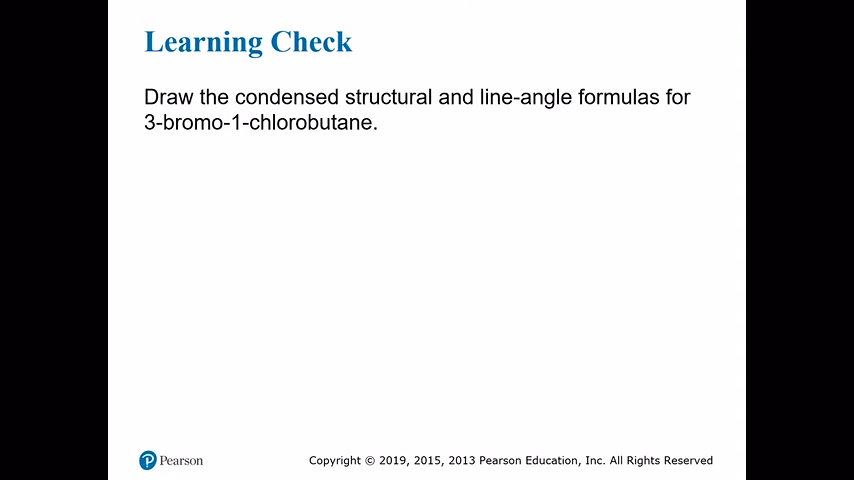 Learning Check
Draw the condensed structural and line-angle formulas for
3-bromo-1-chlorobutane.
Pearson
Copyright © 2019, 2015, 2013 Pearson Education, Inc. All Rights Reserved